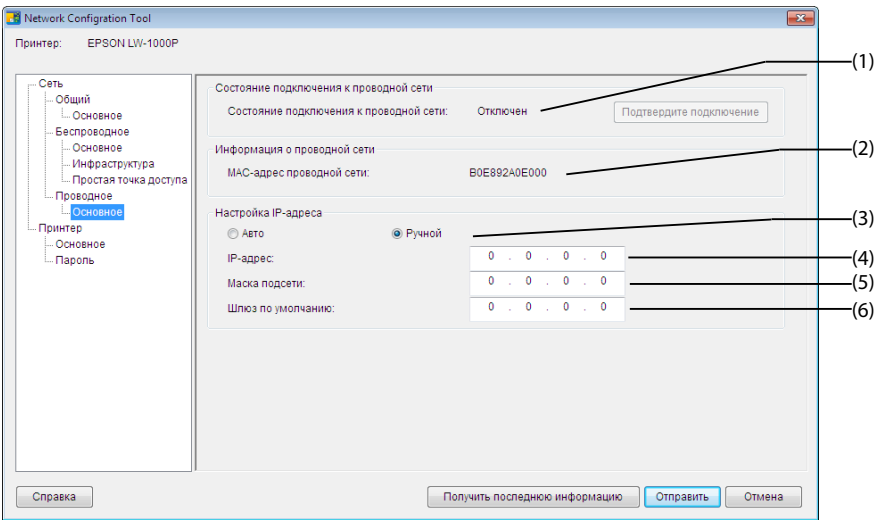 Network Configration Tool
Принтер: EPSON LW-1000P
Сеть
Общий
Основное
Беспроводное
Основное
Инфраструктура
Простая точка доступа
Проводное
Основное
Принтер
Основное
Пароль
Состояние подключения к проводной сети
Состояние подключения к проводной сети: Отключен Подтвердите подключение
(1)
Информация о проводной сети
(2)
MAC-адрес проводной сети: B0E892A0E000
Настройка IP-адреса
Авто Ручной
(3)
IP-адрес: 0 . 0 . 0 . 0
(4)
Маска подсети: 0 . 0 . 0 . 0
(5)
Шлюз по умолчанию: 0 . 0 . 0 . 0
(6)
Справка Получить последнюю информацию Отправить Отмена